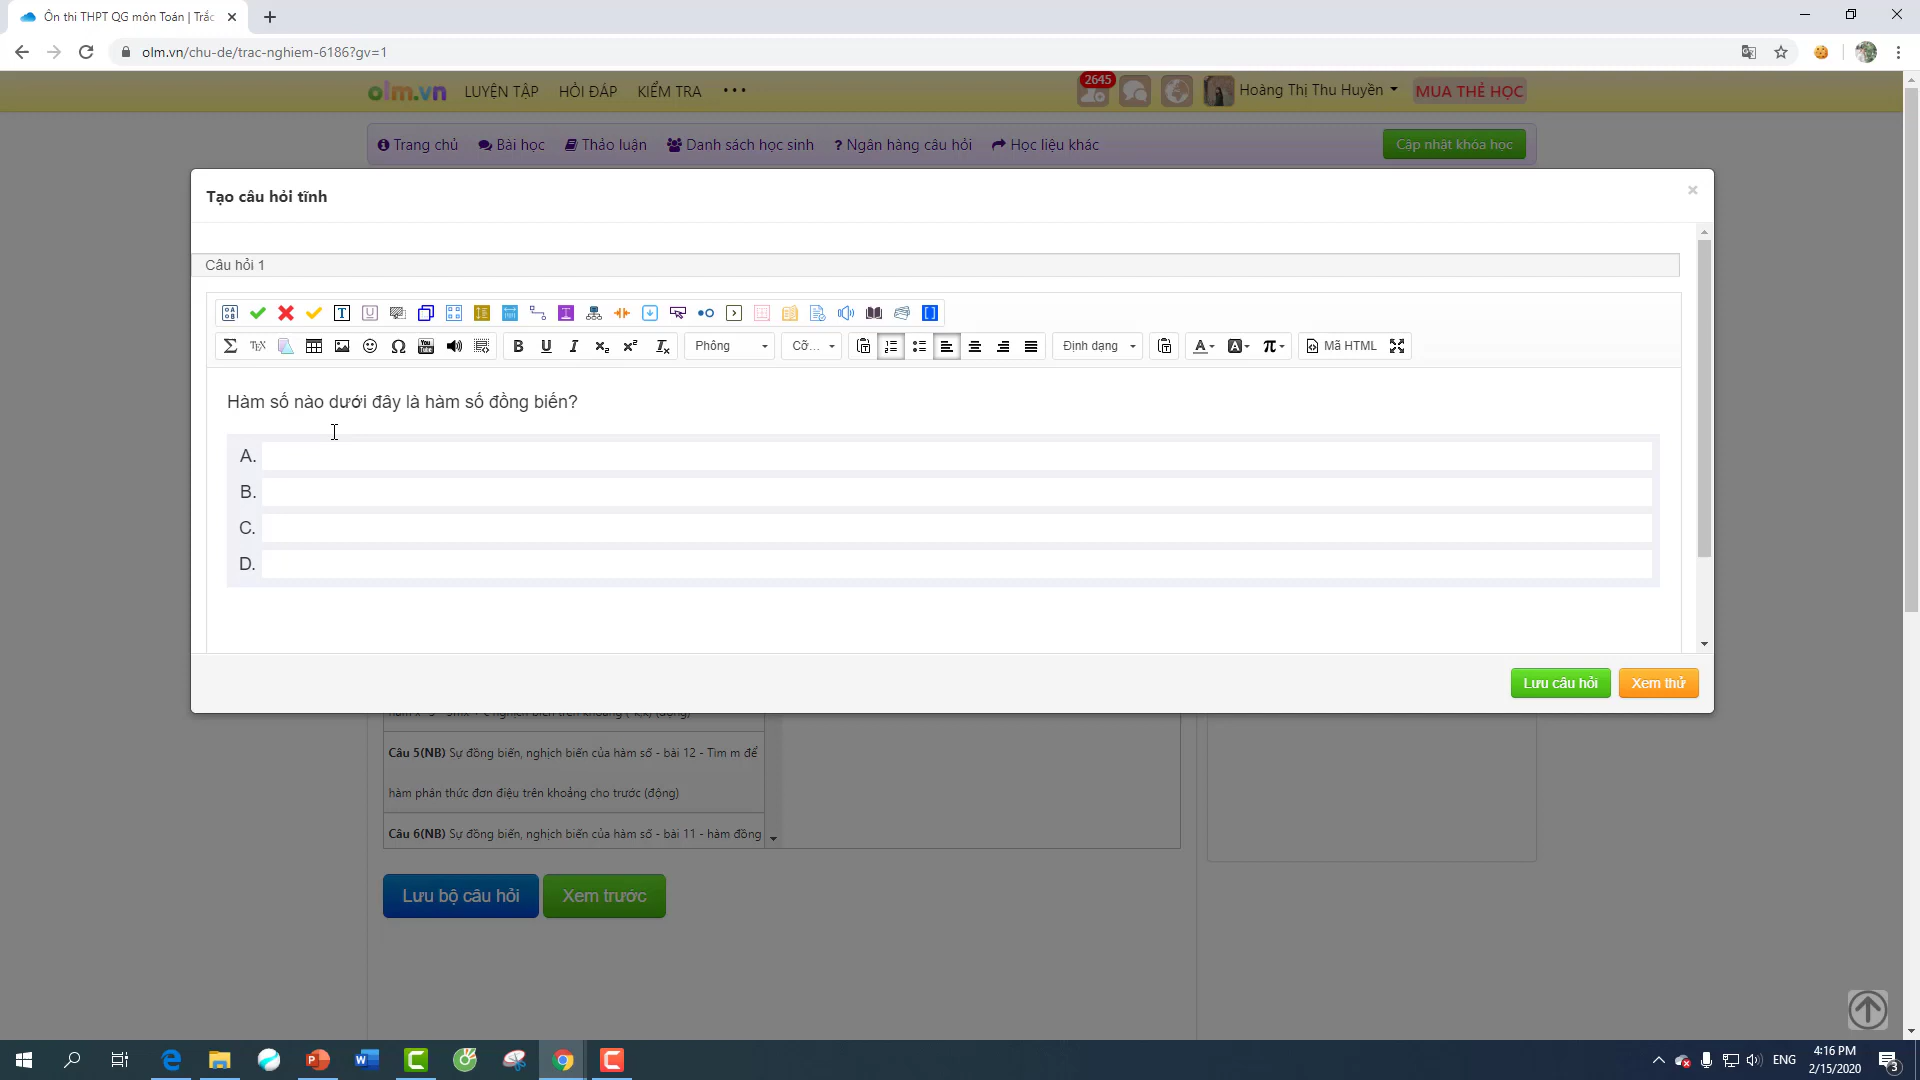 Ôn thi THPT QG môn Toán | Trắc
olm.vn/chu-de/trac-nghiem-6186?gv=1
olm.vn LUYỆN TẬP HỎI ĐÁP KIỂM TRA 2645 Hoàng Thị Thu Huyền MUA THẺ HỌC
Trang chủ Bài học Thảo luận Danh sách học sinh ? Ngân hàng câu hỏi Học liệu khác Cập nhật khóa học
Tạo câu hỏi tĩnh
Câu hỏi 1
Phông Cỡ... Định dạng Mã HTML
Hàm số nào dưới đây là hàm số đồng biến?
A.
B.
C.
D.
Lưu câu hỏi Xem thử
Câu 5(NB) Sự đồng biến, nghịch biến của hàm số - bài 12 - Tìm m để
hàm phân thức đơn điệu trên khoảng cho trước (động)
Câu 6(NB) Sự đồng biến, nghịch biến của hàm số - bài 11 - hàm đồng
Lưu bộ câu hỏi Xem trước
ENG 4:16 PM
2/15/2020 3